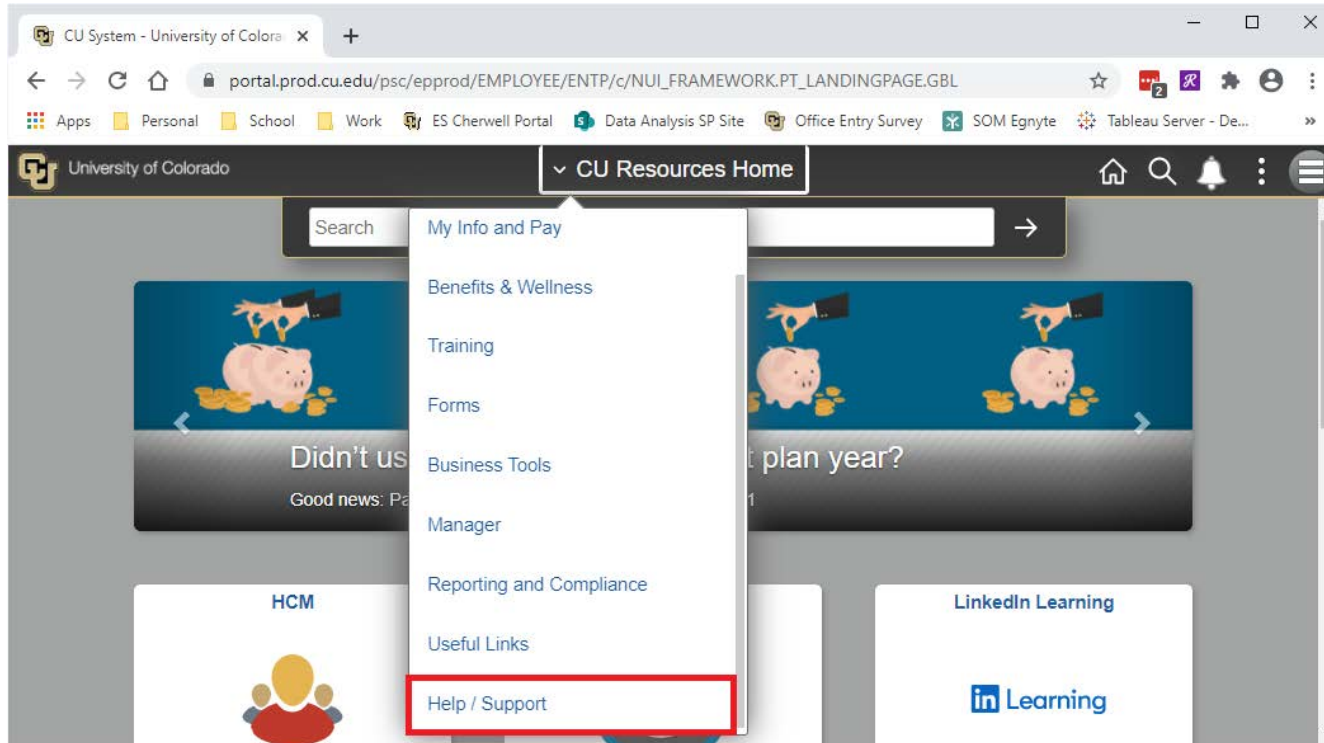 CU System - University of Colora
portal.prod.cu.edu/psc/epprod/EMPLOYEE/ENTP/c/NUI_FRAMEWORK.PT_LANDINGPAGE.GBL
2
Apps Personal School Work ES Cherwell Portal Data Analysis SP Site Office Entry Survey SOM Egnyte Tableau Server - De...
University of Colorado
CU Resources Home
Search
My Info and Pay
Benefits & Wellness
Training
Forms
Business Tools
Manager
Reporting and Compliance
Useful Links
Help / Support
Didn't us
plan year?
Good news: Pa
1
HCM
LinkedIn Learning
in Learning